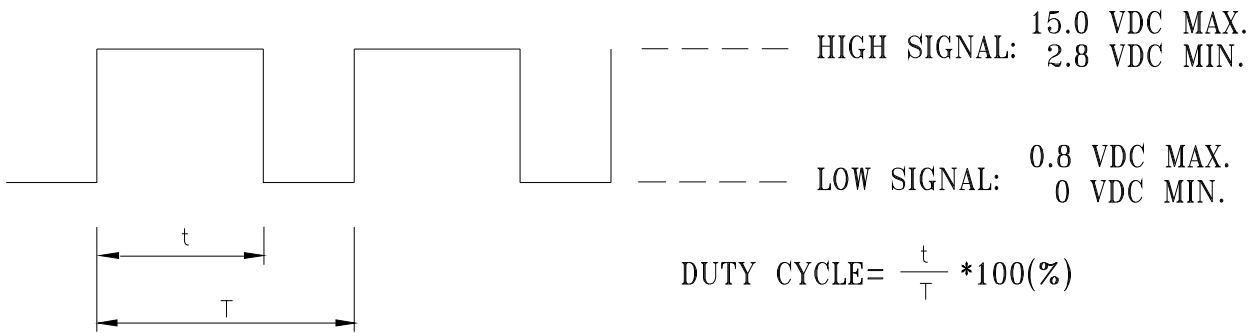 HIGH SIGNAL: 15.0 VDC MAX.
2.8 VDC MIN.
LOW SIGNAL: 0.8 VDC MAX.
0 VDC MIN.
t
T
DUTY CYCLE= t/T *100(%)